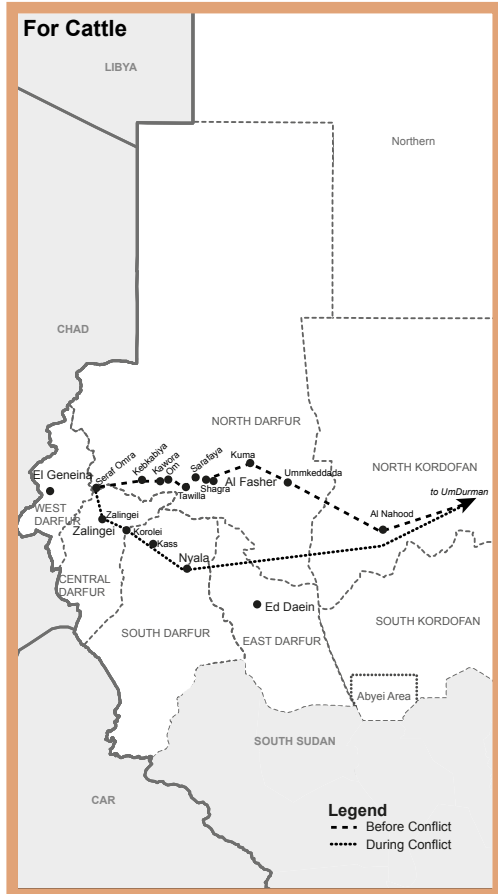 For Cattle
LIBYA
Northern
CHAD
NORTH DARFUR
NORTH KORDOFAN
to UmDurman
Seraf Omra
Kebkabiya
Kawora
Om
Tawilla
Sarafaya
Shagra
Al Fasher
Kuma
Ummkeddada
Al Nahood
El Geneina
WEST
DARFUR
Zalingei
Zalingei
Korolei
Kass
Nyala
CENTRAL
DARFUR
SOUTH DARFUR
Ed Daein
EAST DARFUR
SOUTH KORDOFAN
Abyei Area
SOUTH SUDAN
CAR
Legend
Before Conflict
During Conflict